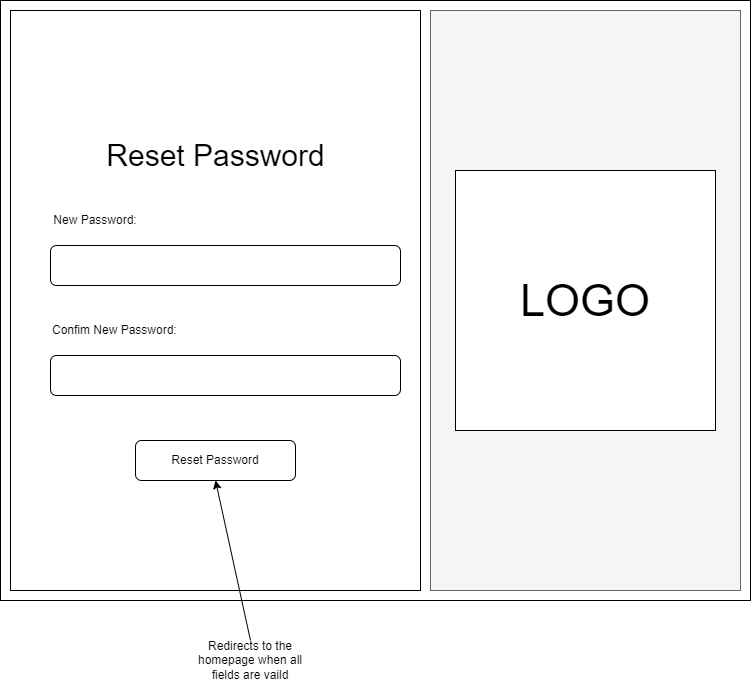 Reset Password
New Password:
Confim New Password:
Reset Password
LOGO
Redirects to the
homepage when all
fields are vaild